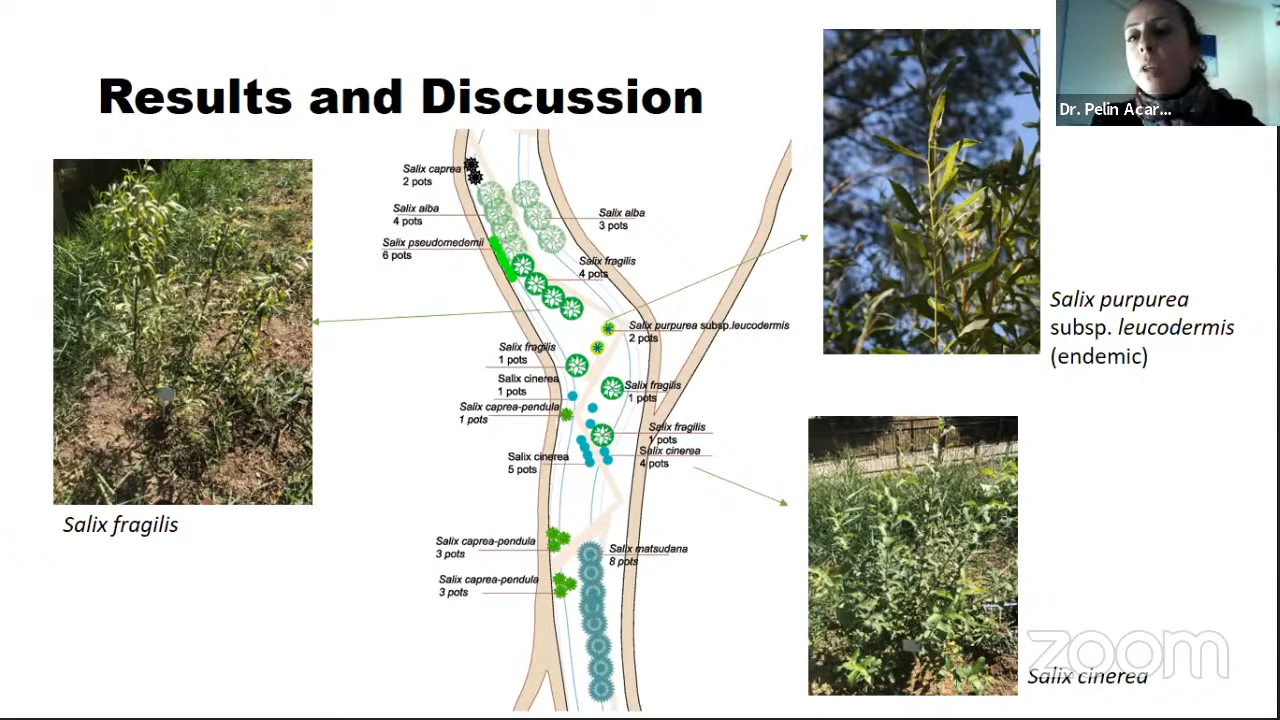 Results and Discussion
Dr. Pelin Acar...
Salix caprea
2 pots
Salix alba
4 pots
Salix alba
3 pots
Salix pseudomedemii
6 pots
Salix fragilis
4 pots
Salix purpurea subsp.leucodermis
2 pots
Salix fragilis
1 pots
Salix cinerea
1 pots
Salix fragilis
1 pots
Salix caprea-pendula
1 pots
Salix fragilis
1 pots
Salix cinerea
4 pots
Salix cinerea
5 pots
Salix caprea-pendula
3 pots
Salix matsudana
8 pots
Salix caprea-pendula
3 pots
Salix fragilis
Salix purpurea
subsp. leucodermis
(endemic)
Salix cinerea
zoom